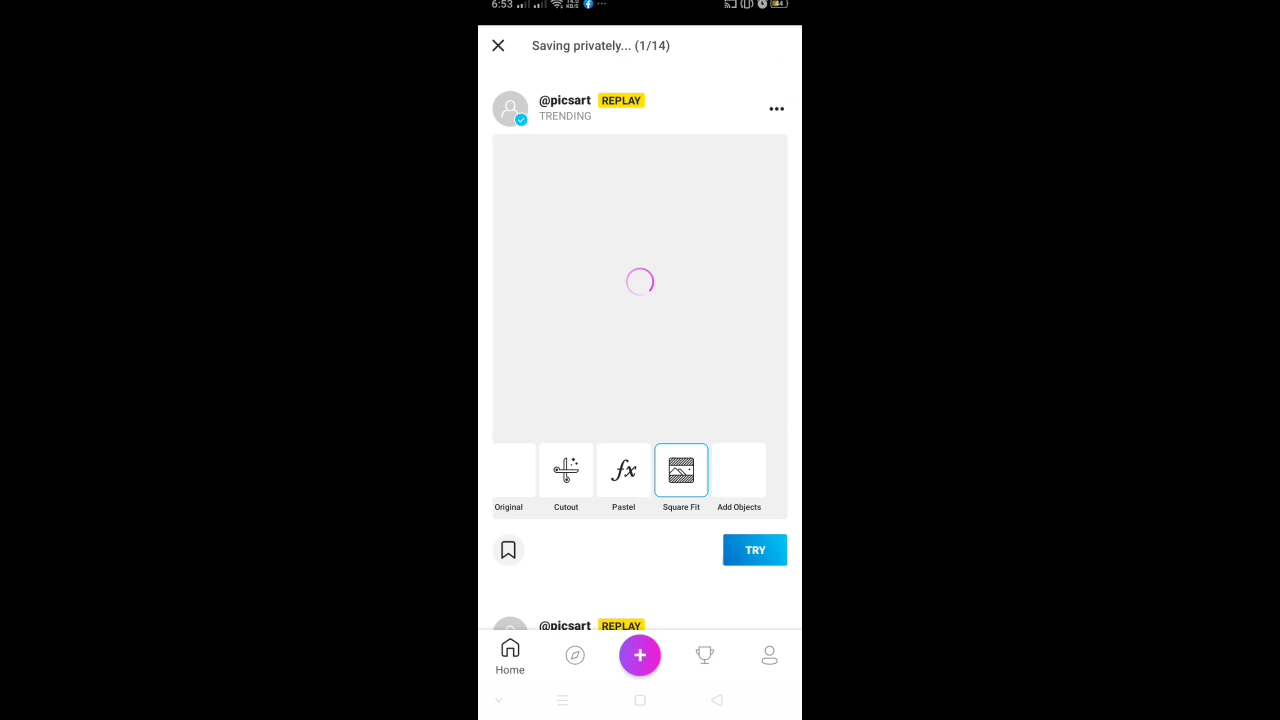 6:53
Saving privately... (1/14)
@picsart REPLAY
TRENDING
fx
Original Cutout Pastel Square Fit Add Objects
TRY
@picsart REPLAY
Home